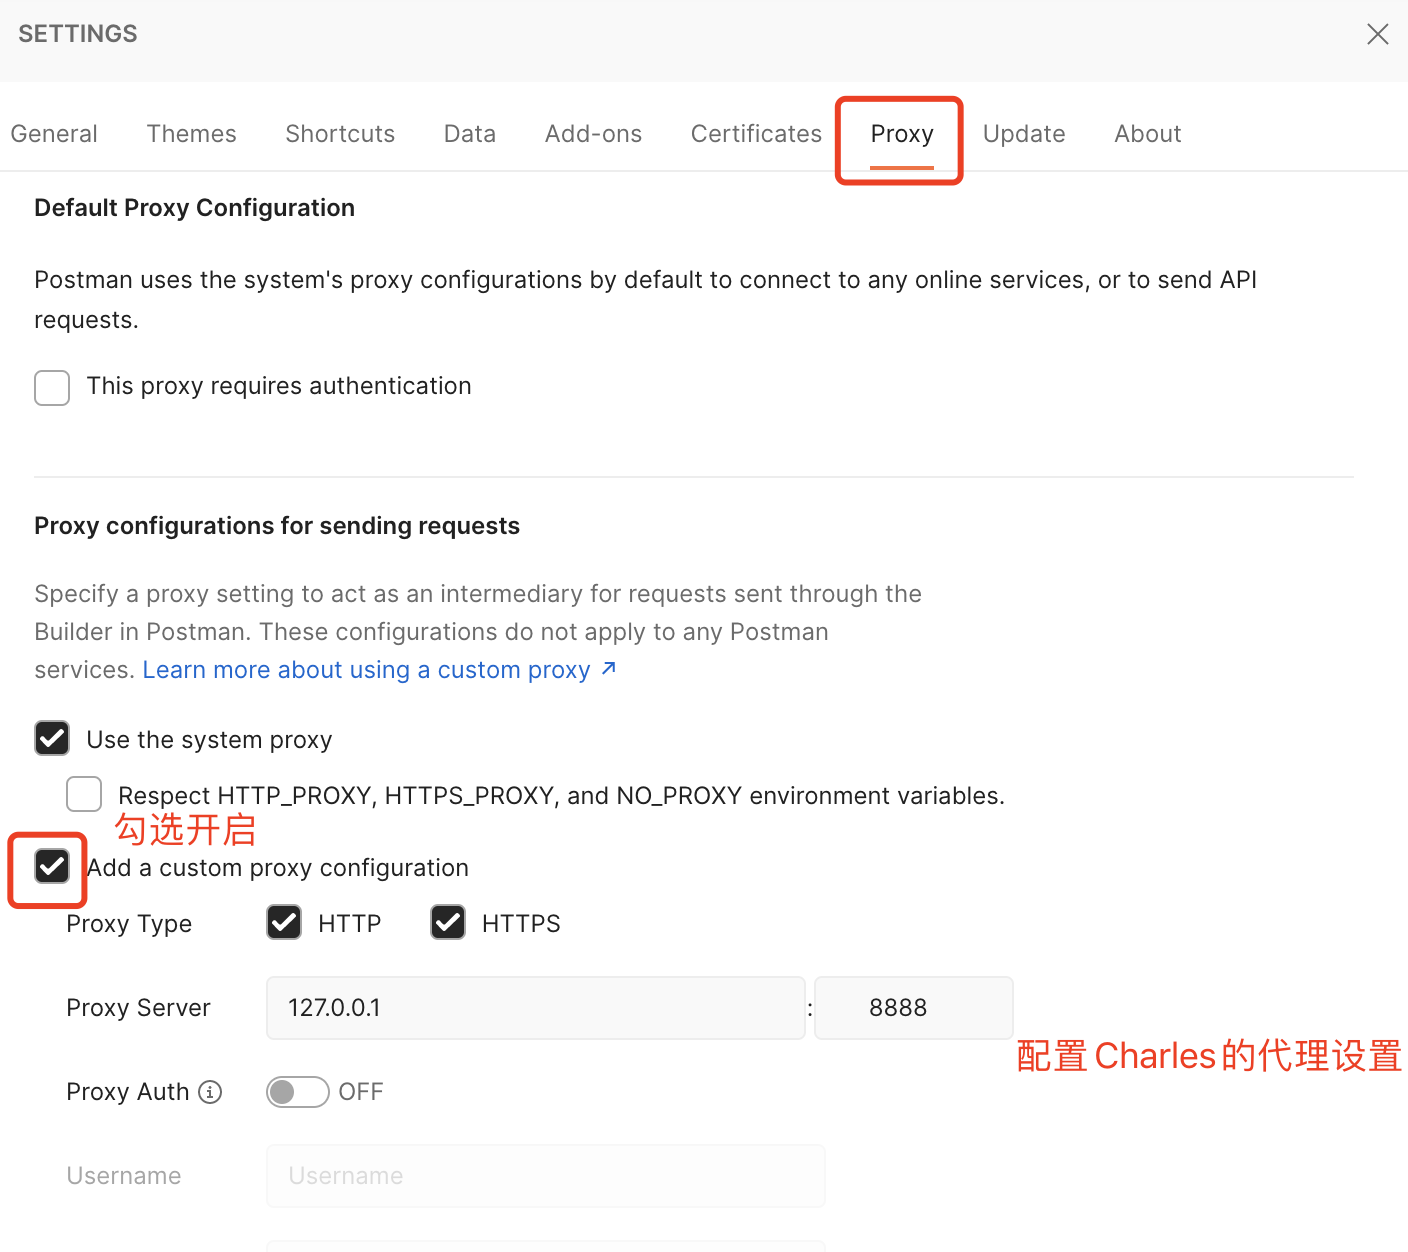 SETTINGS
General Themes Shortcuts Data Add-ons Certificates Proxy Update About
Default Proxy Configuration
Postman uses the system's proxy configurations by default to connect to any online services, or to send API
requests.
This proxy requires authentication
Proxy configurations for sending requests
Specify a proxy setting to act as an intermediary for requests sent through the
Builder in Postman. These configurations do not apply to any Postman
services. Learn more about using a custom proxy ↗
Use the system proxy
Respect HTTP_PROXY, HTTPS_PROXY, and NO_PROXY environment variables.
勾选开启
Add a custom proxy configuration
Proxy Type HTTP HTTPS
Proxy Server 127.0.0.1 : 8888
配置Charles的代理设置
Proxy Auth OFF
Username Username